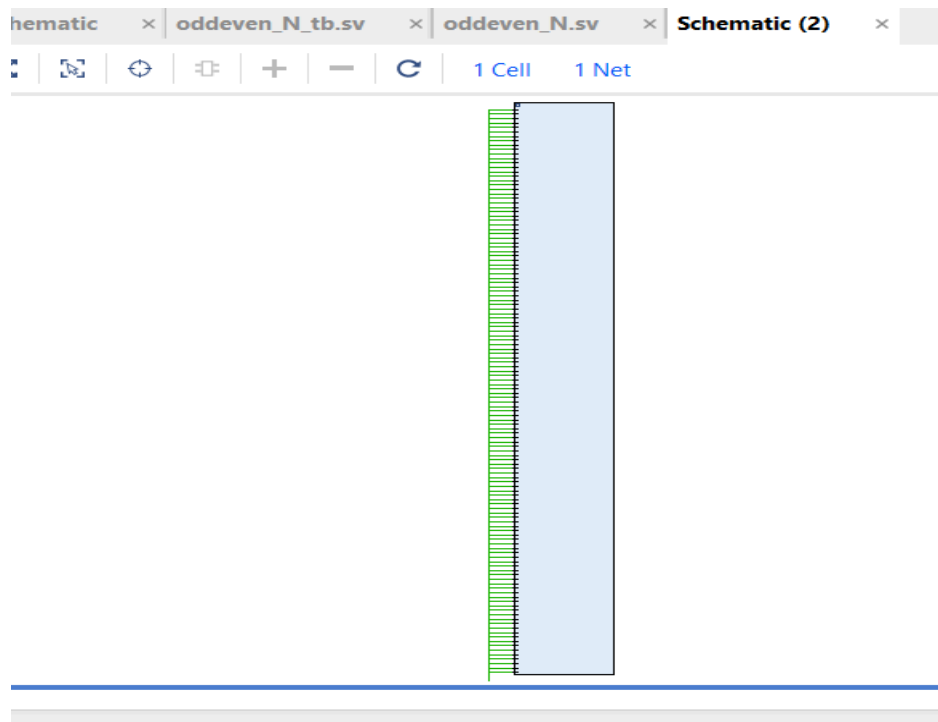 hematic × oddeven_N_tb.sv × oddeven_N.sv × Schematic (2) ×
1 Cell 1 Net